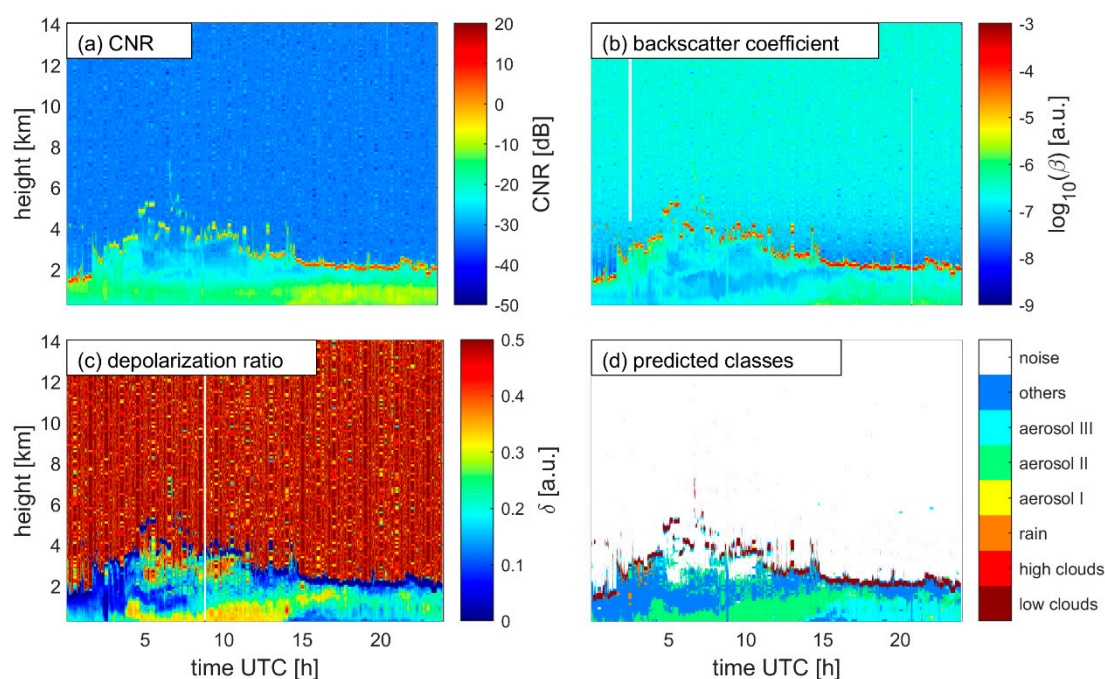 (a) CNR
14
12
10
8
6
4
2
height [km]
20
10
0
-10
-20
-30
-40
-50
CNR [dB]
(b) backscatter coefficient
-3
-4
-5
-6
-7
-8
-9
log10(β) [a.u.]
(c) depolarization ratio
14
12
10
8
6
4
2
height [km]
5 10 15 20
time UTC [h]
0.5
0.4
0.3
0.2
0.1
0
δ [a.u.]
(d) predicted classes
5 10 15 20
time UTC [h]
noise
others
aerosol III
aerosol II
aerosol I
rain
high clouds
low clouds